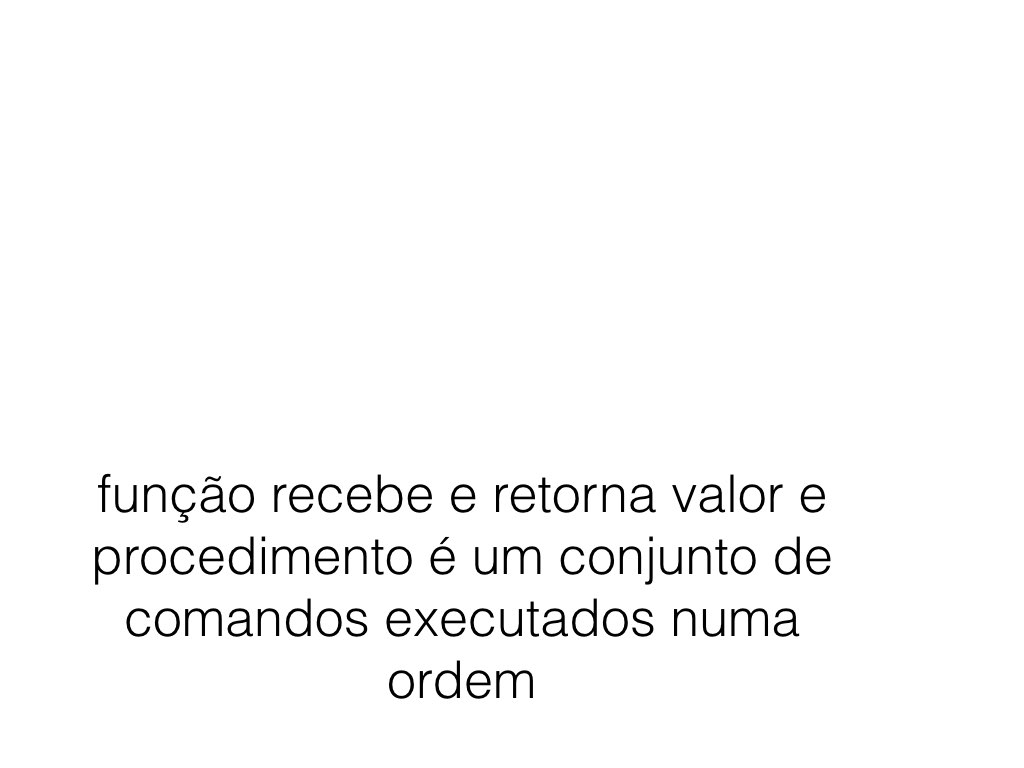 função recebe e retorna valor e
procedimento é um conjunto de
comandos executados numa
ordem